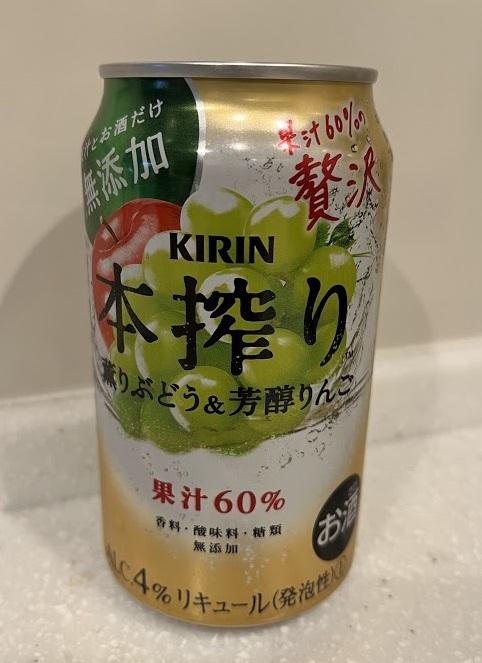 汁とお酒だけ
無添加
果汁60%の
贅沢
KIRIN
本搾り
薫りぶどう&芳醇りんご
果汁60%
香料・酸味料・糖類
無添加
お酒
ALC.4%リキュール(発泡性)①